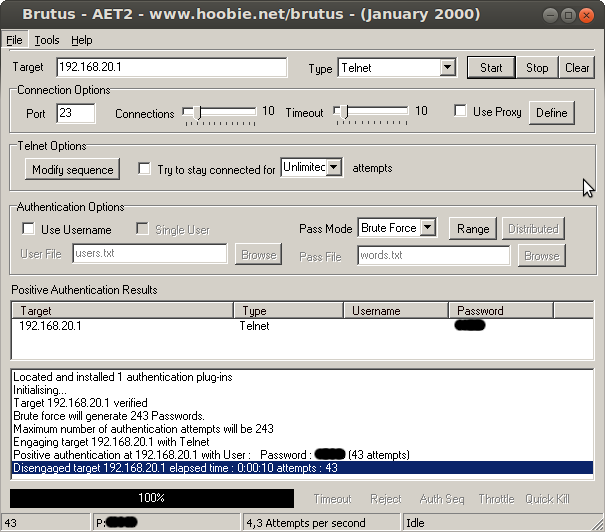 Brutus - AET2 - www.hoobie.net/brutus - (January 2000)
File Tools Help
Target 192.168.20.1 Type Telnet Start Stop Clear
Connection Options
Port 23 Connections 10 Timeout 10 Use Proxy Define
Telnet Options
Modify sequence Try to stay connected for Unlimitec attempts
Authentication Options
Use Username Single User Pass Mode Brute Force Range Distributed
User File users.txt Browse Pass File words.txt Browse
Positive Authentication Results
Target Type Username Password
192.168.20.1 Telnet
Located and installed 1 authentication plug-ins
Initialising...
Target 192.168.20.1 verified
Brute force will generate 243 Passwords.
Maximum number of authentication attempts will be 243
Engaging target 192.168.20.1 with Telnet
Positive authentication at 192.168.20.1 with User : Password : (43 attempts)
Disengaged target 192.168.20.1 elapsed time : 0:00:10 attempts : 43
100% Timeout Reject Auth Seq Throttle Quick Kill
43 P: 4,3 Attempts per second Idle